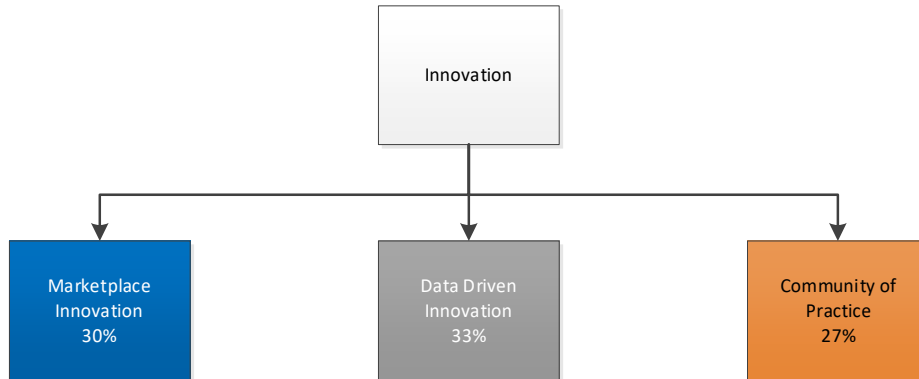 Innovation
Marketplace
Innovation
30%
Data Driven
Innovation
33%
Community of
Practice
27%